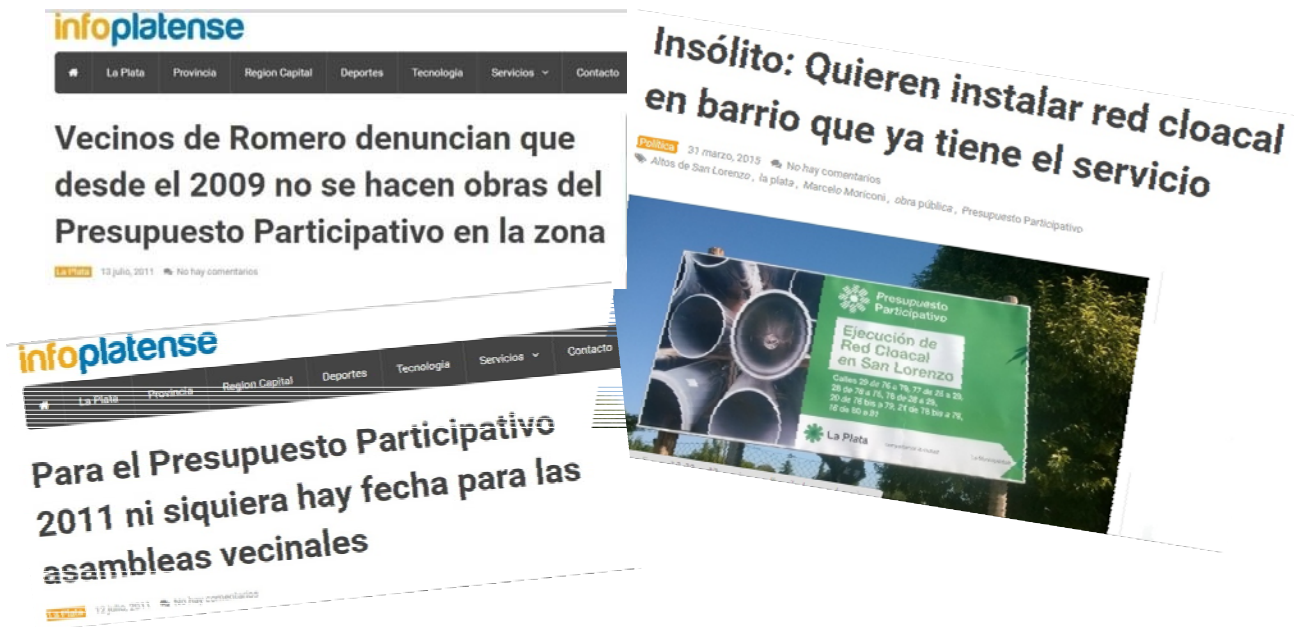 infoplatense
La Plata Provincia Region Capital Deportes Tecnologia Servicios Contacto
Vecinos de Romero denuncian que
desde el 2009 no se hacen obras del
Presupuesto Participativo en la zona
La Plata 13 julio, 2011 No hay comentarios
infoplatense
La Plata Provincia Region Capital Deportes Tecnologia Servicios Contacto
Para el Presupuesto Participativo
2011 ni siquiera hay fecha para las
asambleas vecinales
La Plata 12 julio, 2011 No hay comentarios
Insólito: Quieren instalar red cloacal
en barrio que ya tiene el servicio
Política 31 marzo, 2015 No hay comentarios
Altos de San Lorenzo, la plata, Marcelo Moriconi, obra pública, Presupuesto Participativo
Presupuesto
Participativo
Ejecución de
Red Cloacal
en San Lorenzo
La Plata